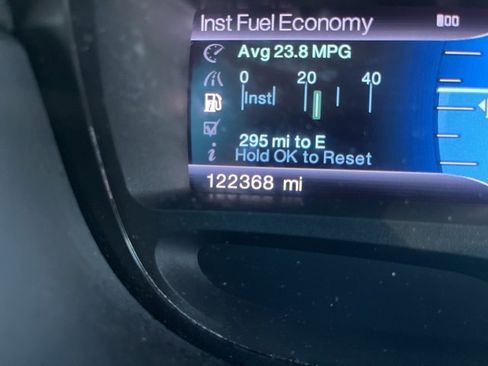 Inst Fuel Economy
Avg 23.8 MPG
0 20 40
Inst
295 mi to E
Hold OK to Reset
122368 mi